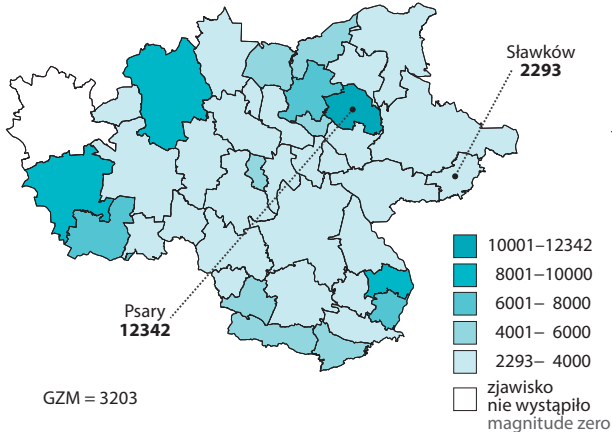 Sławków
2293
Psary
12342
10001–12342
8001–10000
6001– 8000
4001– 6000
2293– 4000
zjawisko
nie wystąpiło
magnitude zero
GZM = 3203